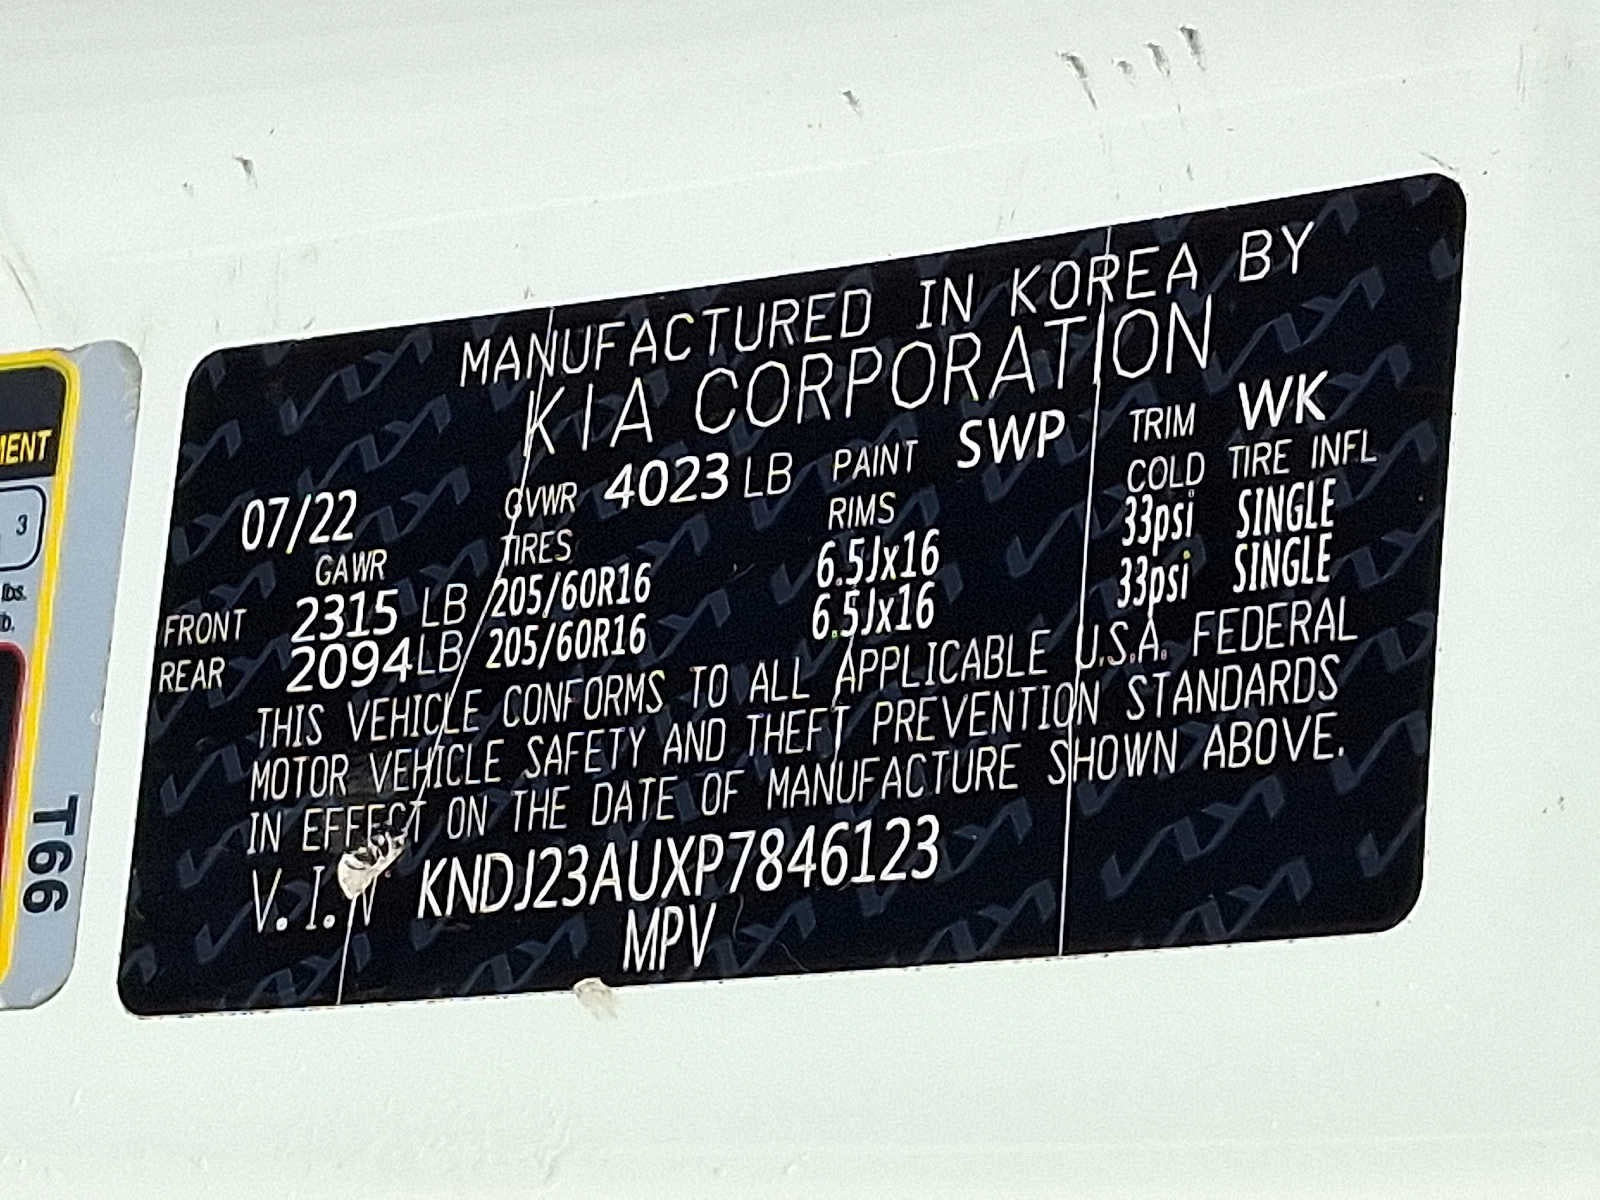 MANUFACTURED IN KOREA BY
KIA CORPORATION
07/22 GVWR 4023 LB PAINT SWP TRIM WK
GAWR TIRES RIMS COLD TIRE INFL
FRONT 2315 LB 205/60R16 6.5Jx16 33psi SINGLE
REAR 2094 LB 205/60R16 6.5Jx16 33psi SINGLE
THIS VEHICLE CONFORMS TO ALL APPLICABLE U.S.A. FEDERAL
MOTOR VEHICLE SAFETY AND THEFT PREVENTION STANDARDS
IN EFFECT ON THE DATE OF MANUFACTURE SHOWN ABOVE.
V.I.N KNDJ23AUXP7846123
MPV
3
lbs.
T66